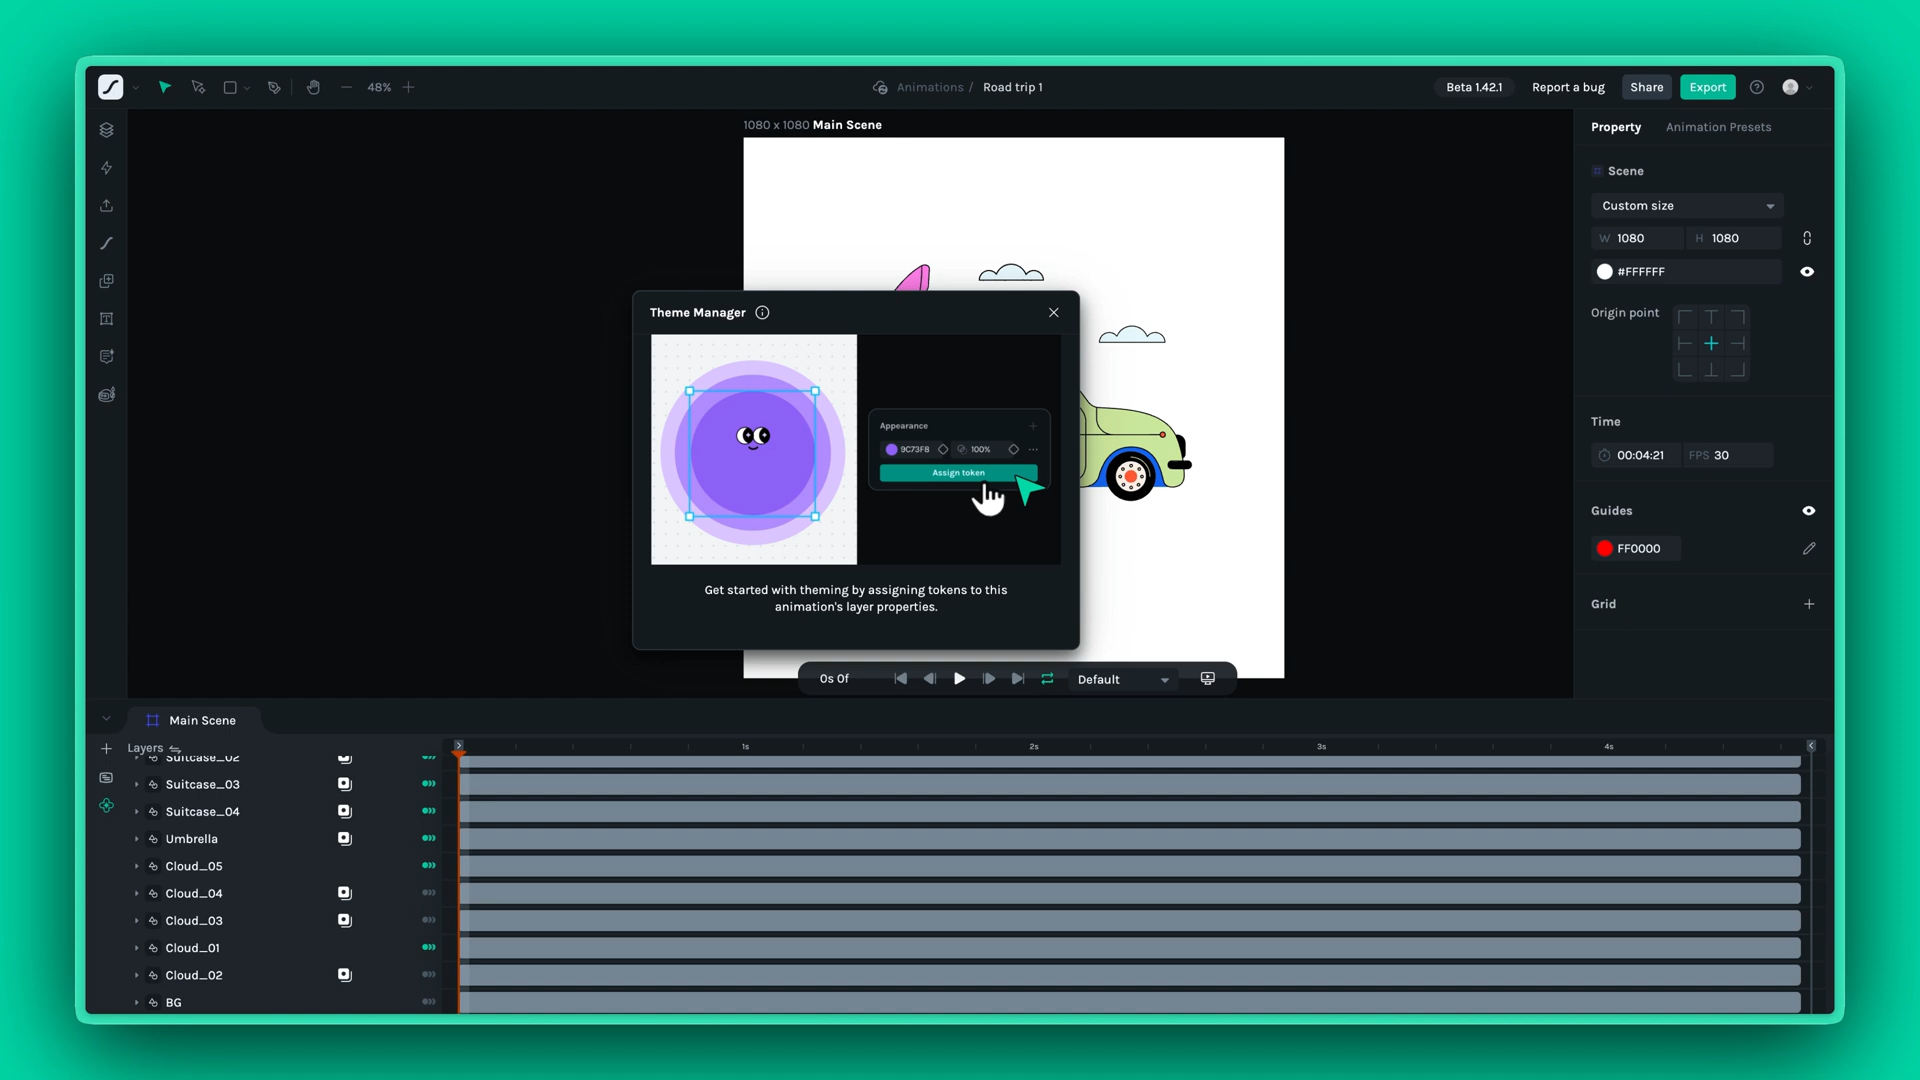 48%
Animations / Road trip 1
Beta 1.42.1
Report a bug
Share
Export
1080 x 1080 Main Scene
Property
Animation Presets
Scene
Custom size
W 1080
H 1080
#FFFFFF
Origin point
Time
00:04:21
FPS 30
Guides
FF0000
Grid
Theme Manager
Appearance
9C73F8
100%
Assign token
Get started with theming by assigning tokens to this
animation's layer properties.
0s 0f
Default
Main Scene
Layers
1s
2s
3s
4s
Suitcase_02
Suitcase_03
Suitcase_04
Umbrella
Cloud_05
Cloud_04
Cloud_03
Cloud_01
Cloud_02
BG